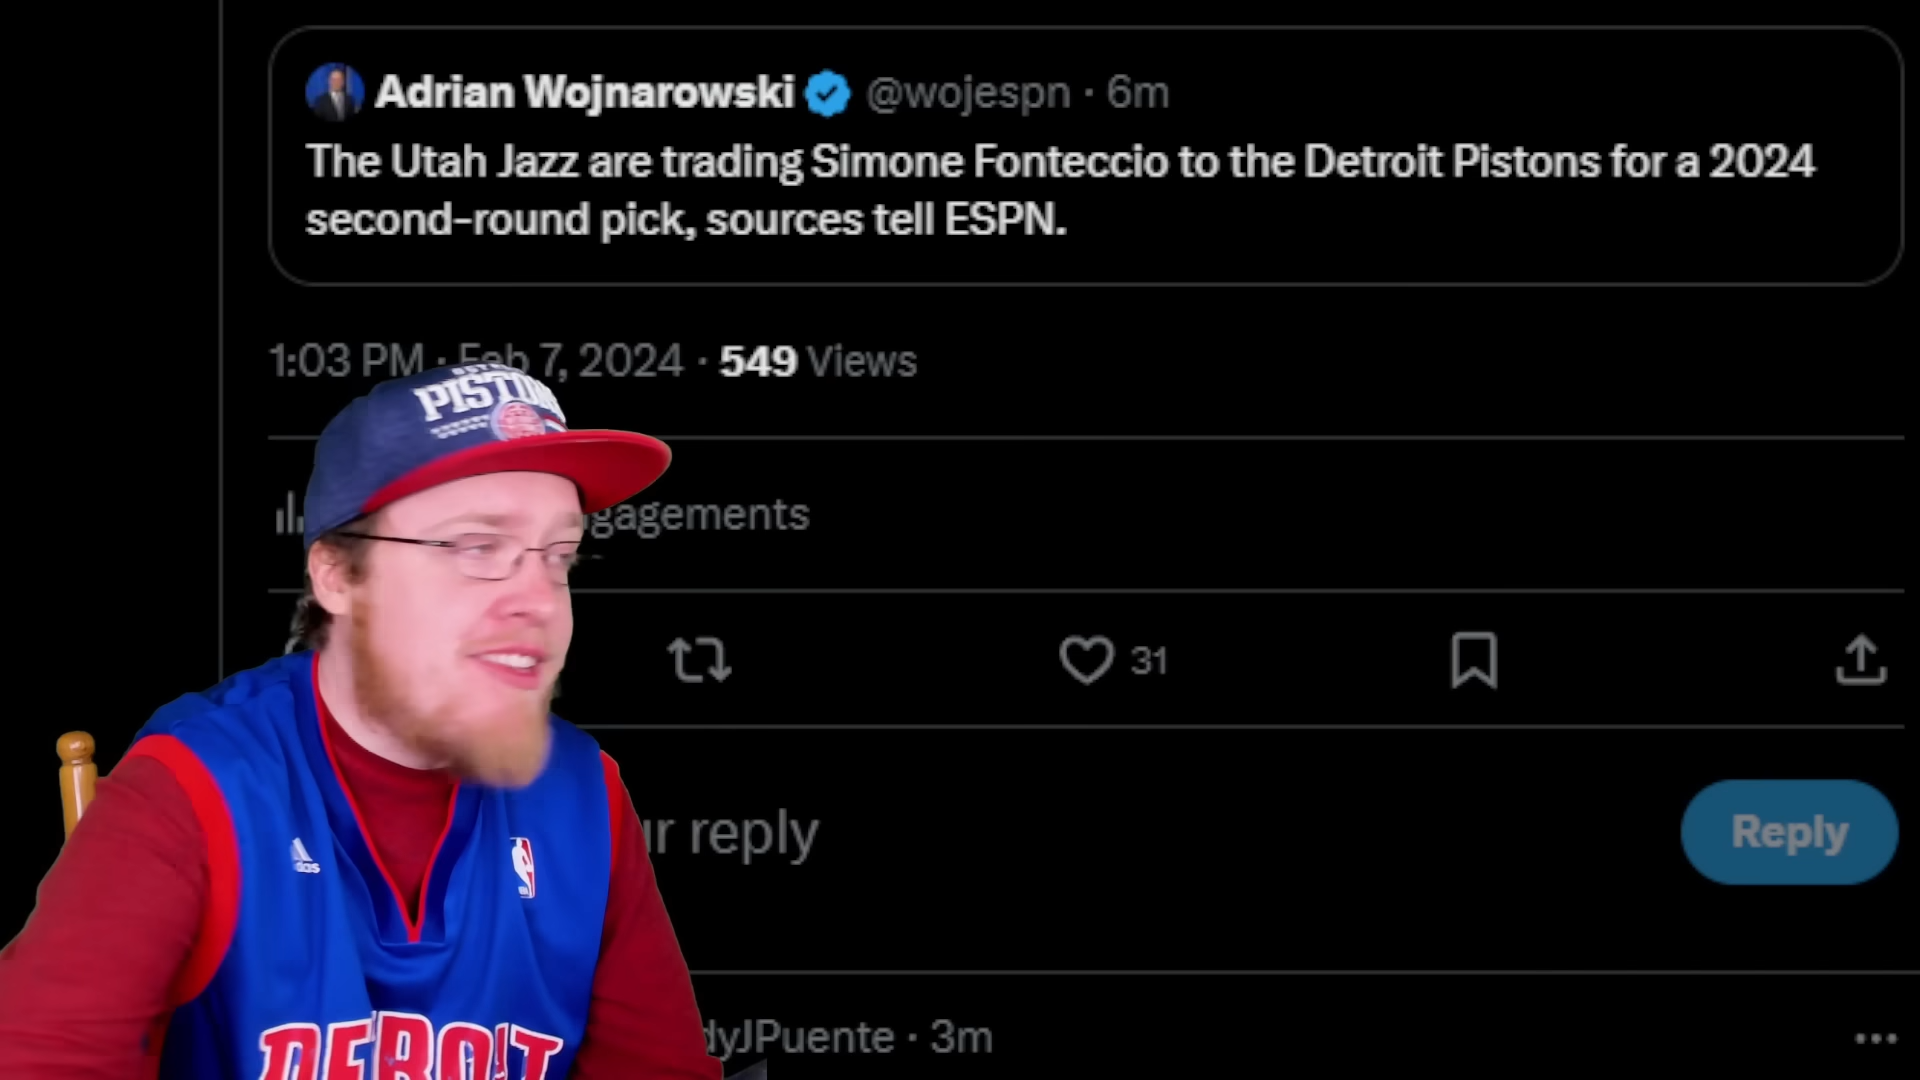 Adrian Wojnarowski @wojespn · 6m
The Utah Jazz are trading Simone Fonteccio to the Detroit Pistons for a 2024
second-round pick, sources tell ESPN.
1:03 PM · Feb 7, 2024 · 549 Views
PISTONS
gagements
31
ur reply
Reply
adidas
DETROIT
dyJPuente · 3m